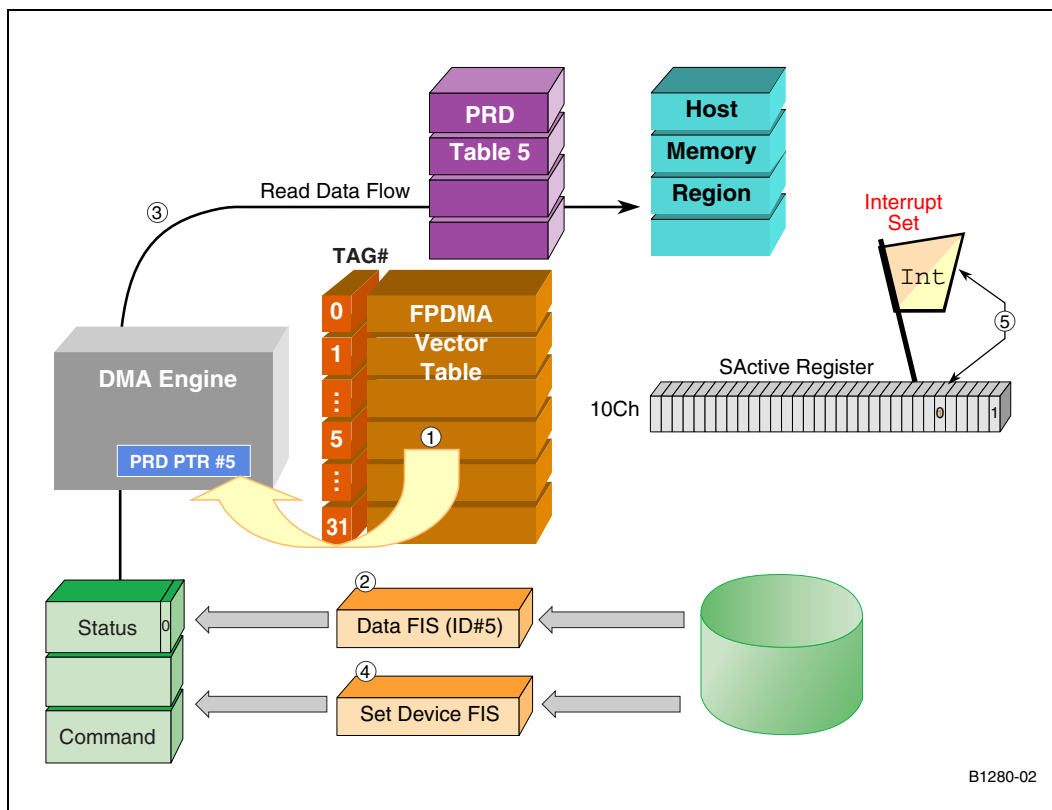 PRD
Table 5
Host
Memory
Region
Read Data Flow
③
Interrupt
Set
Int
⑤
TAG#
0
1
⋮
5
⋮
31
FPDMA
Vector
Table
①
DMA Engine
PRD PTR #5
SActive Register
10Ch
0
1
②
Status
0
Data FIS (ID#5)
④
Set Device FIS
Command
B1280-02